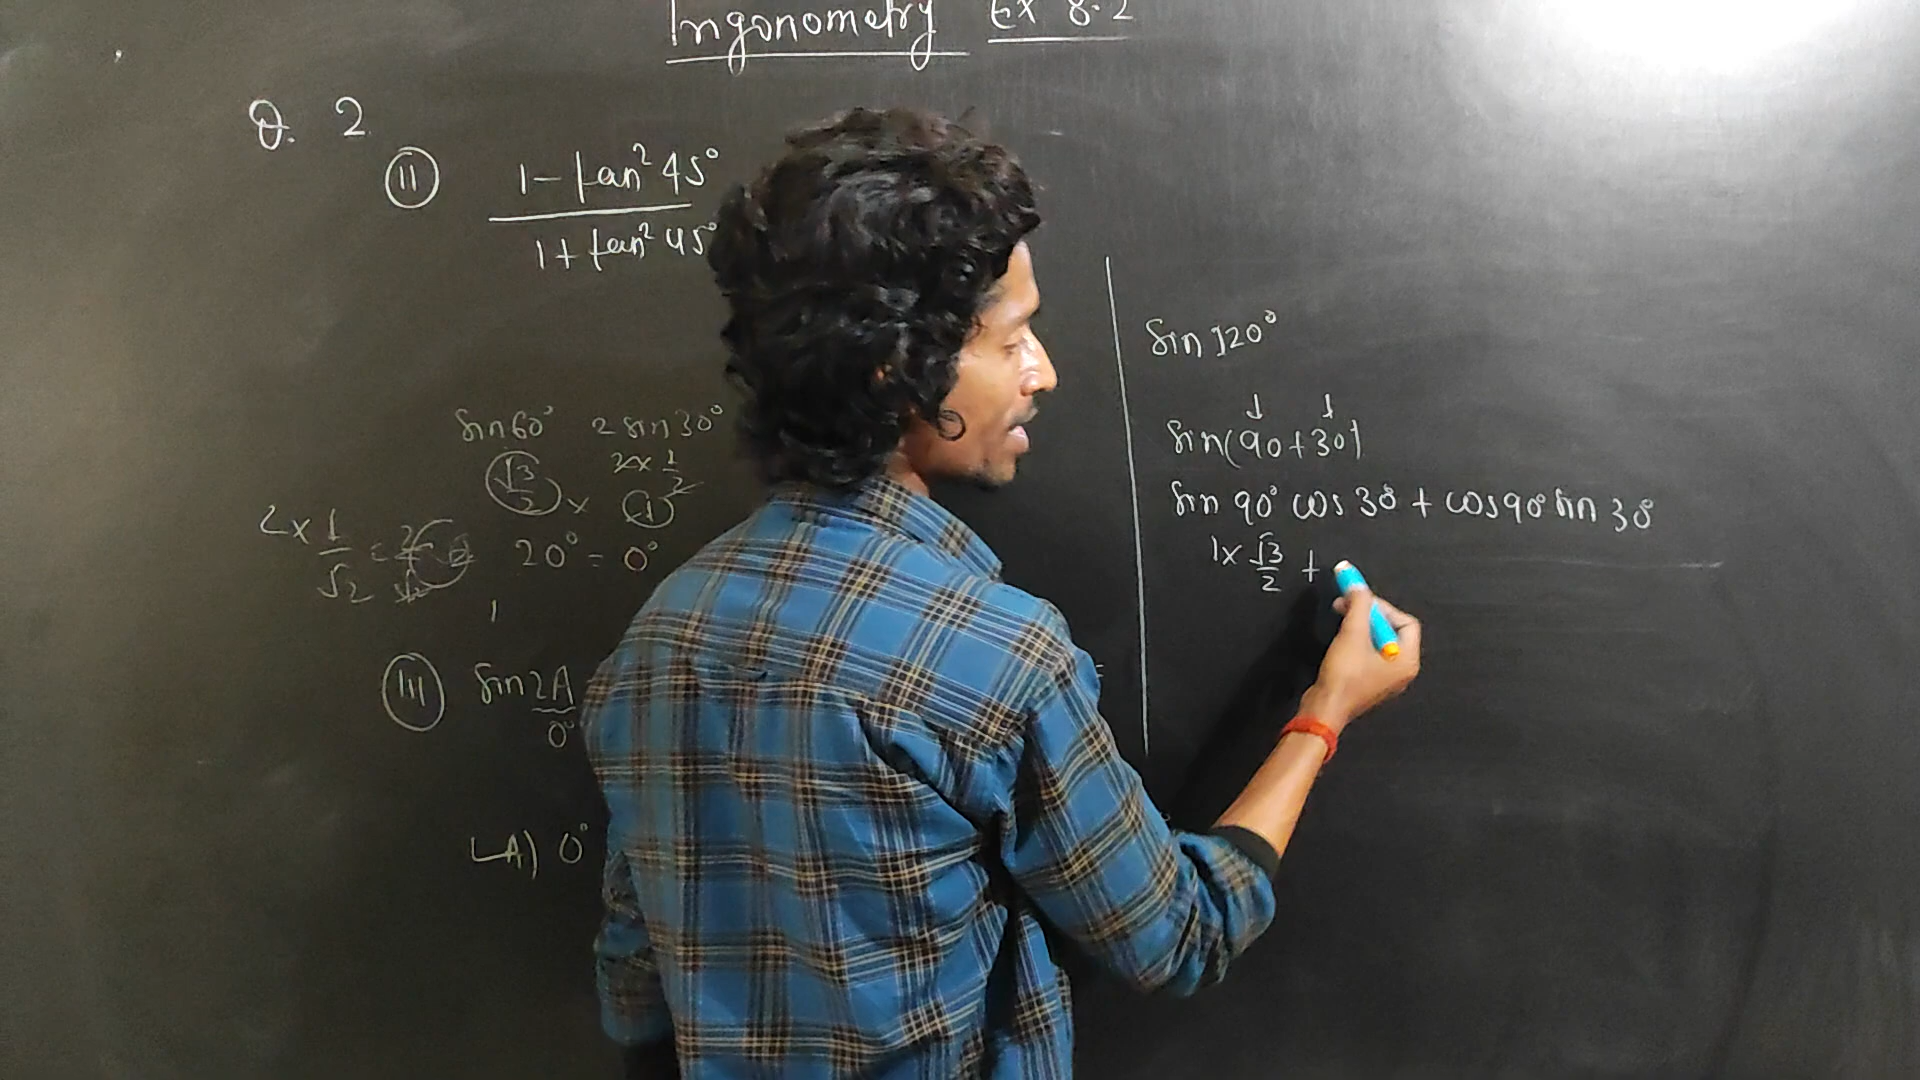 Trigonometry Ex 8.2
Q. 2
(ii) 1 - tan² 45°
1 + tan² 45°
sin 60° 2 sin 30°
√3/2 × 2 × 1/2
(1)
2 × 1/√2 =
20° = 0°
1
(iii) sin 2A
0°
(A) 0°
sin 120°
↓ ↓
sin(90+30)
sin 90° cos 30° + cos 90° sin 30°
1 × √3/2 +